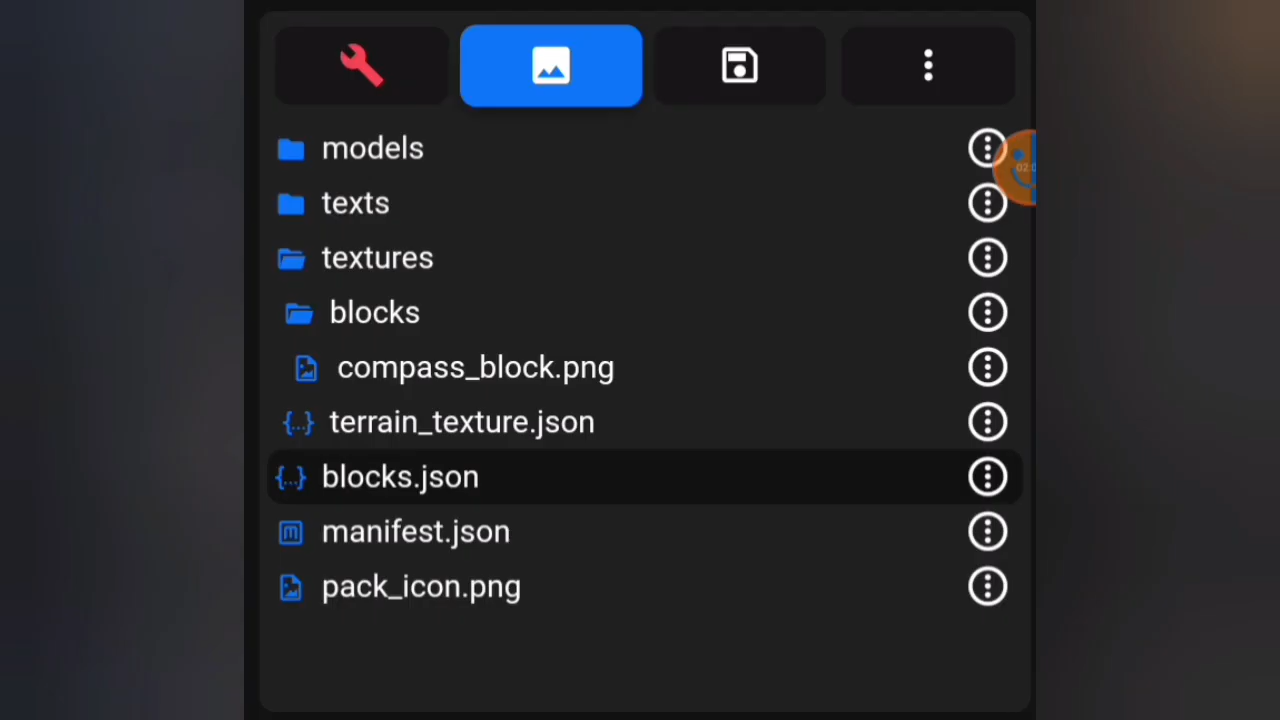 models
texts
textures
blocks
compass_block.png
terrain_texture.json
{...} blocks.json
manifest.json
pack_icon.png